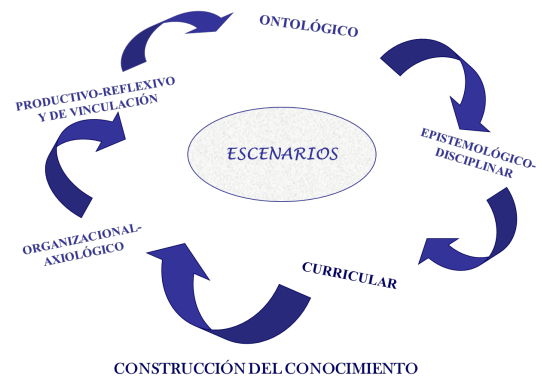 ONTOLÓGICO
EPISTEMOLÓGICO-
DISCIPLINAR
CURRICULAR
ORGANIZACIONAL-
AXIOLÓGICO
PRODUCTIVO-REFLEXIVO
Y DE VINCULACIÓN
ESCENARIOS
CONSTRUCCIÓN DEL CONOCIMIENTO